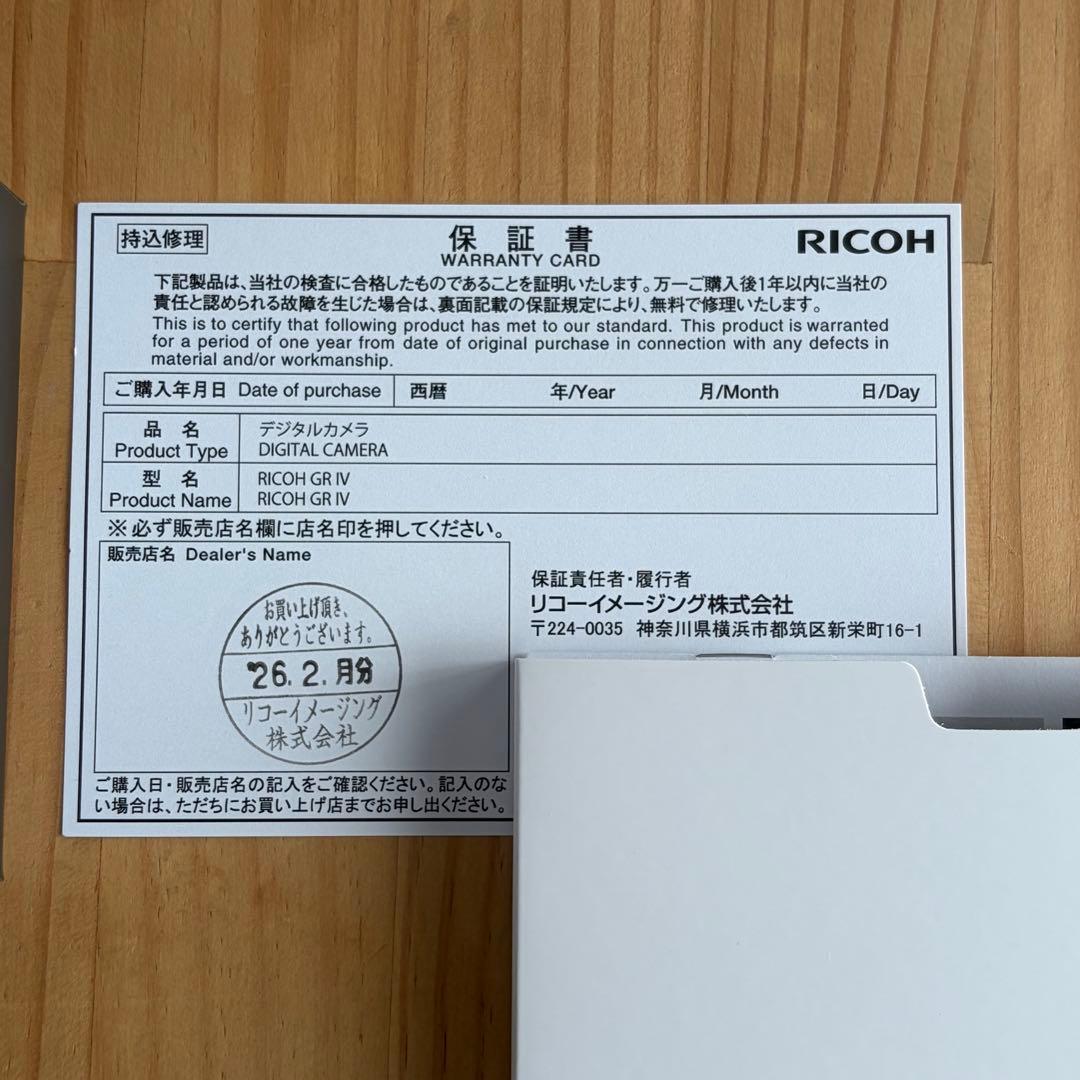 持込修理
保証書
WARRANTY CARD
RICOH
下記製品は、当社の検査に合格したものであることを証明いたします。万一ご購入後1年以内に当社の
責任と認められる故障を生じた場合は、裏面記載の保証規定により、無料で修理いたします。
This is to certify that following product has met to our standard. This product is warranted
for a period of one year from date of original purchase in connection with any defects in
material and/or workmanship.
ご購入年月日 Date of purchase 西暦 年/Year 月/Month 日/Day
品名 デジタルカメラ
Product Type DIGITAL CAMERA
型名 RICOH GR IV
Product Name RICOH GR IV
※必ず販売店名欄に店名印を押してください。
販売店名 Dealer's Name
お買い上げ頂き、
ありがとうございます。
'26.2.月分
リコーイメージング
株式会社
保証責任者・履行者
リコーイメージング株式会社
〒224-0035 神奈川県横浜市都筑区新栄町16-1
ご購入日・販売店名の記入をご確認ください。記入のな
い場合は、ただちにお買い上げ店までお申し出ください。